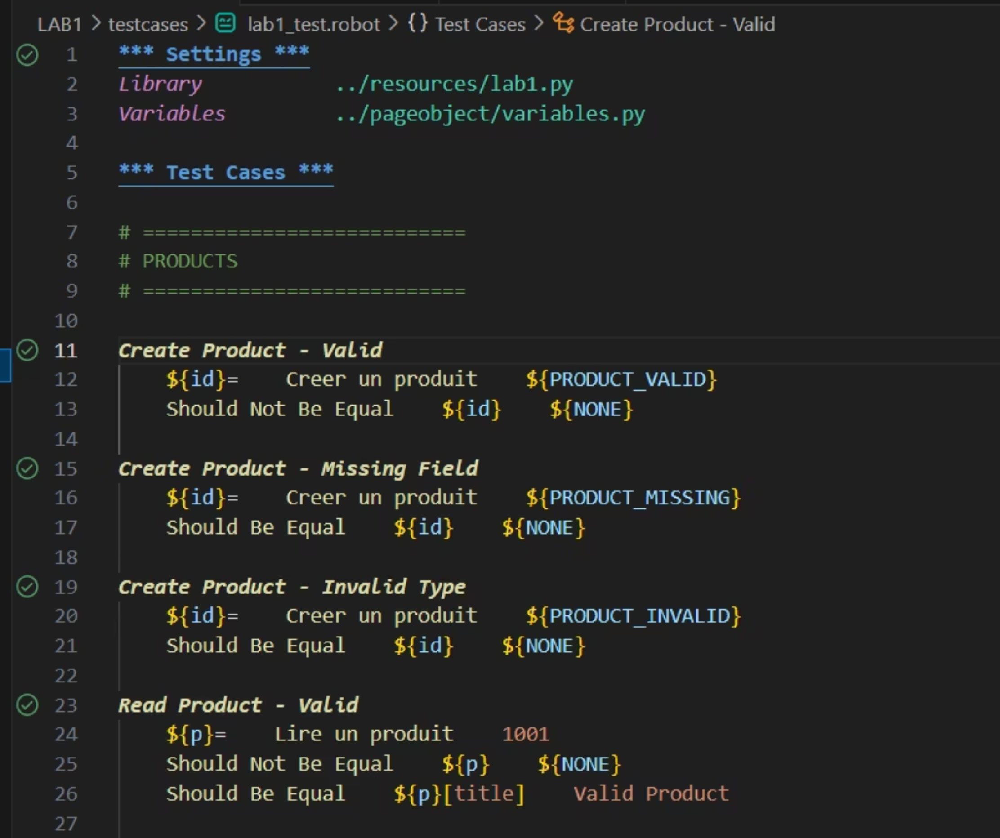 LAB1 > testcases > lab1_test.robot > {} Test Cases > Create Product - Valid
1 *** Settings ***
2 Library ../resources/lab1.py
3 Variables ../pageobject/variables.py
4
5 *** Test Cases ***
6
7 # ===========================
8 # PRODUCTS
9 # ===========================
10
11 Create Product - Valid
12 ${id}= Creer un produit ${PRODUCT_VALID}
13 Should Not Be Equal ${id} ${NONE}
14
15 Create Product - Missing Field
16 ${id}= Creer un produit ${PRODUCT_MISSING}
17 Should Be Equal ${id} ${NONE}
18
19 Create Product - Invalid Type
20 ${id}= Creer un produit ${PRODUCT_INVALID}
21 Should Be Equal ${id} ${NONE}
22
23 Read Product - Valid
24 ${p}= Lire un produit 1001
25 Should Not Be Equal ${p} ${NONE}
26 Should Be Equal ${p}[title] Valid Product
27